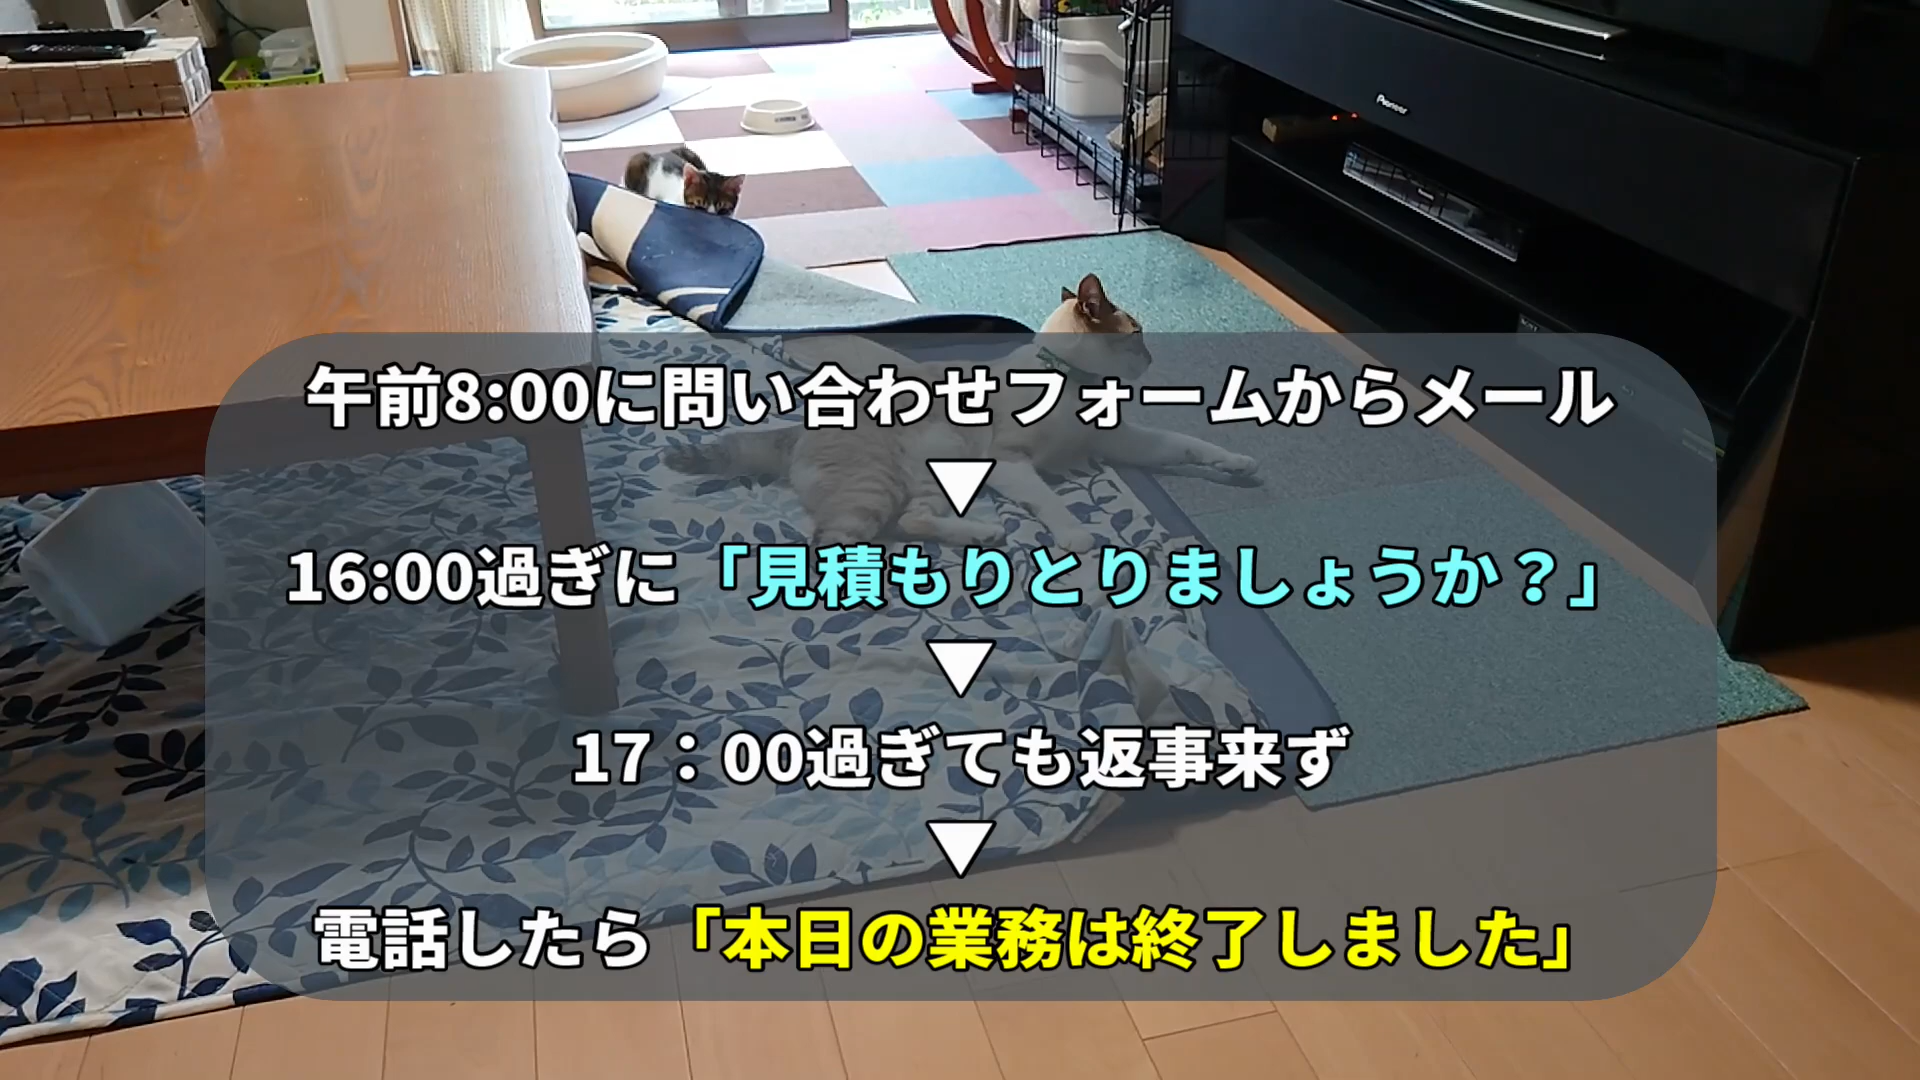 Pioneer
午前8:00に問い合わせフォームからメール
▼
16:00過ぎに「見積もりとりましょうか？」
▼
17：00過ぎても返事来ず
▼
電話したら「本日の業務は終了しました」